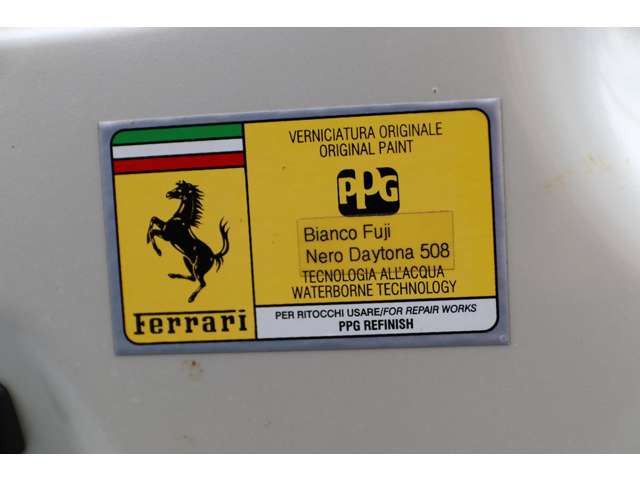 VERNICIATURA ORIGINALE
ORIGINAL PAINT
PPG
Bianco Fuji
Nero Daytona 508
TECNOLOGIA ALL'ACQUA
WATERBORNE TECHNOLOGY
Ferrari
PER RITOCCHI USARE/FOR REPAIR WORKS
PPG REFINISH